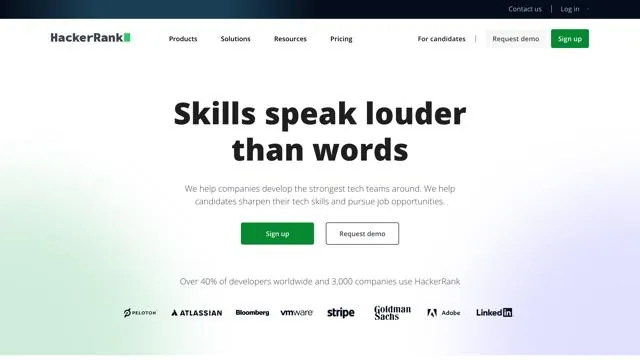 Contact us | Log in
HackerRank
Products Solutions Resources Pricing For candidates | Request demo Sign up
Skills speak louder
than words
We help companies develop the strongest tech teams around. We help
candidates sharpen their tech skills and pursue job opportunities.
Sign up Request demo
Over 40% of developers worldwide and 3,000 companies use HackerRank
PELOTON ATLASSIAN Bloomberg vmware stripe Goldman Sachs Adobe LinkedIn